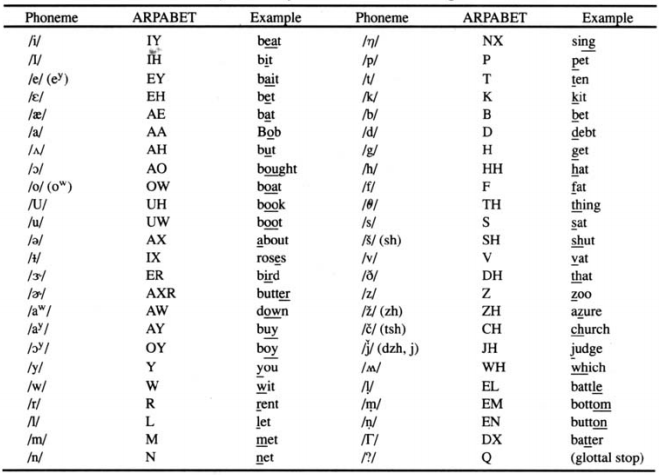 Phoneme ARPABET Example Phoneme ARPABET Example
/i/ IY beat /η/ NX sing
/I/ IH bit /p/ P pet
/e/ (eʸ) EY bait /t/ T ten
/ɛ/ EH bet /k/ K kit
/æ/ AE bat /b/ B bet
/a/ AA Bob /d/ D debt
/ʌ/ AH but /g/ H get
/ɔ/ AO bought /h/ HH hat
/o/ (oʷ) OW boat /f/ F fat
/U/ UH book /θ/ TH thing
/u/ UW boot /s/ S sat
/ə/ AX about /š/ (sh) SH shut
/ɨ/ IX roses /v/ V vat
/ɝ/ ER bird /ð/ DH that
/ɚ/ AXR butter /z/ Z zoo
/aʷ/ AW down /ž/ (zh) ZH azure
/aʸ/ AY buy /č/ (tsh) CH church
/ɔʸ/ OY boy /ǰ/ (dzh, j) JH judge
/y/ Y you /ʍ/ WH which
/w/ W wit /l̩/ EL battle
/r/ R rent /m̩/ EM bottom
/l/ L let /n̩/ EN button
/m/ M met /Γ/ DX batter
/n/ N net /ʔ/ Q (glottal stop)